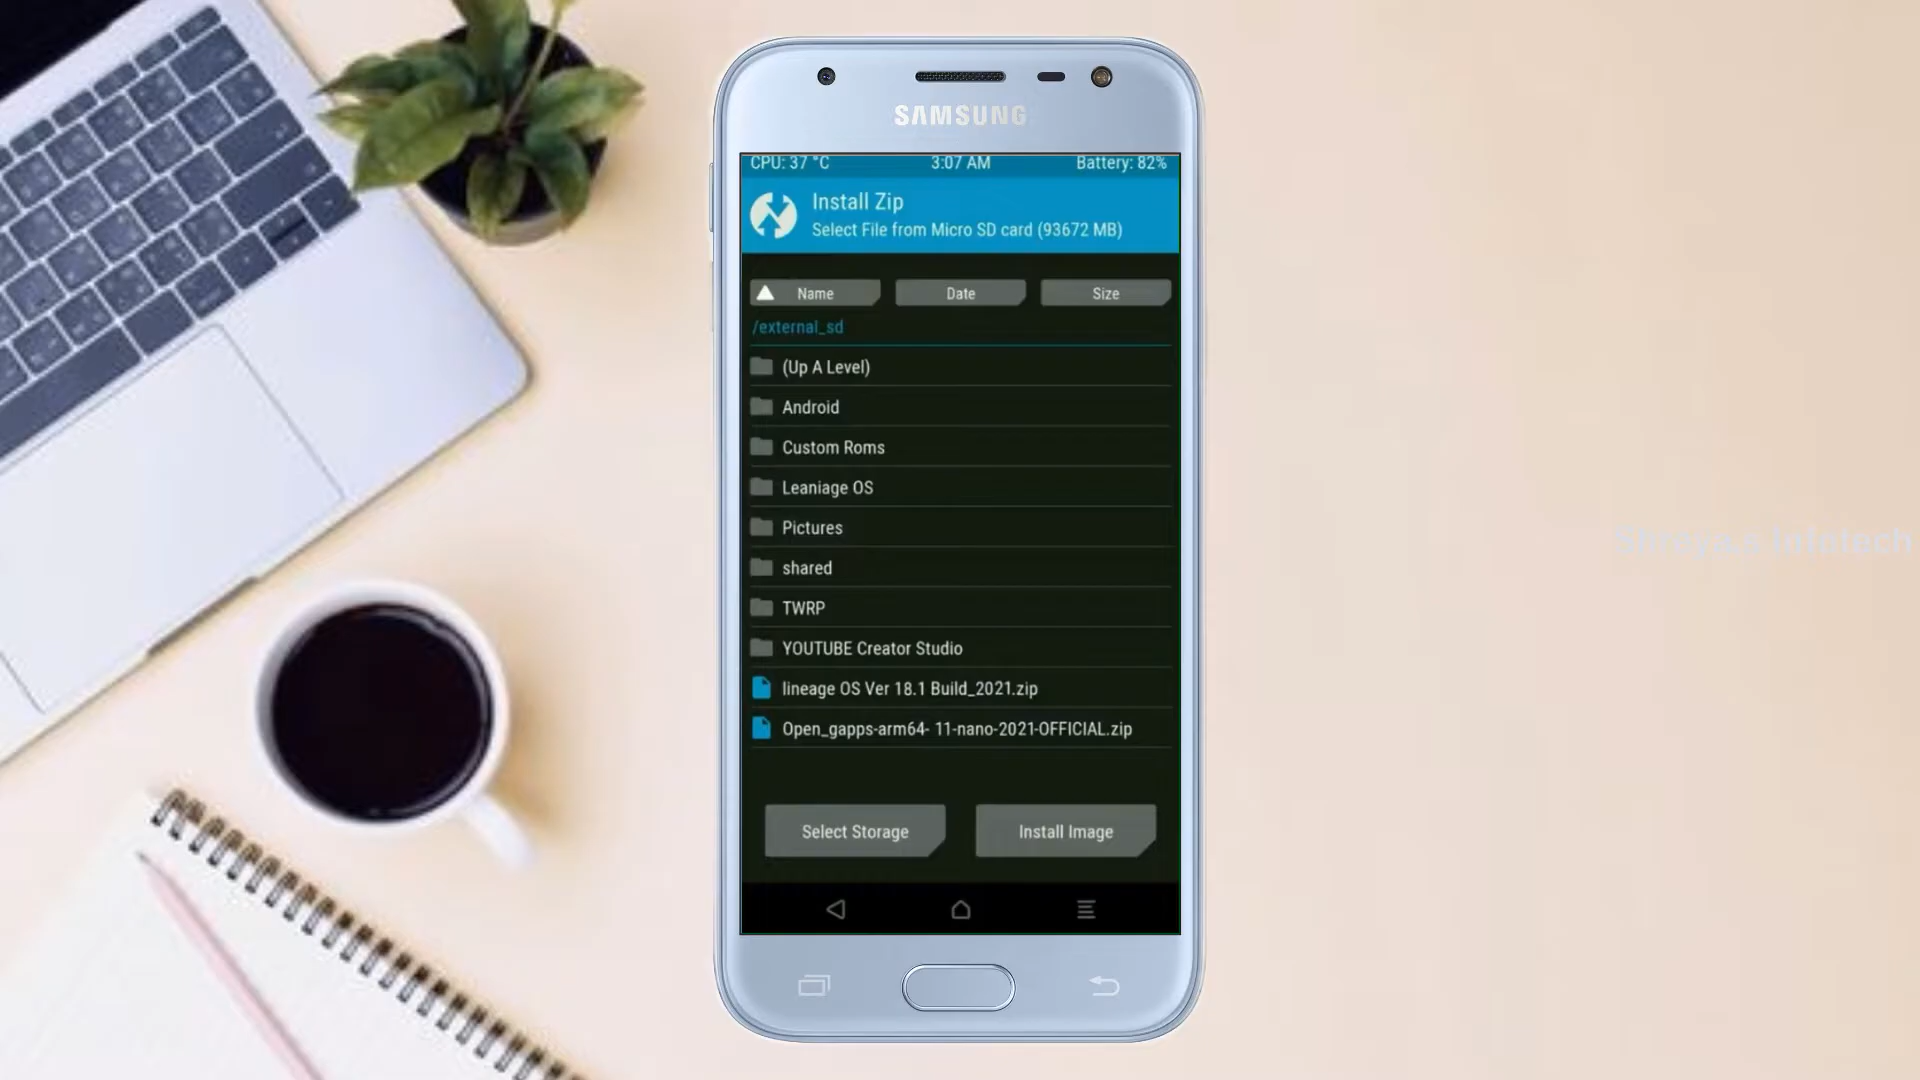 SAMSUNG
CPU: 37 °C 3:07 AM Battery: 82%
Install Zip
Select File from Micro SD card (93672 MB)
Name Date Size
/external_sd
(Up A Level)
Android
Custom Roms
Leaniage OS
Pictures
shared
TWRP
YOUTUBE Creator Studio
lineage OS Ver 18.1 Build_2021.zip
Open_gapps-arm64- 11-nano-2021-OFFICIAL.zip
Select Storage Install Image
Shreya,s Infotech